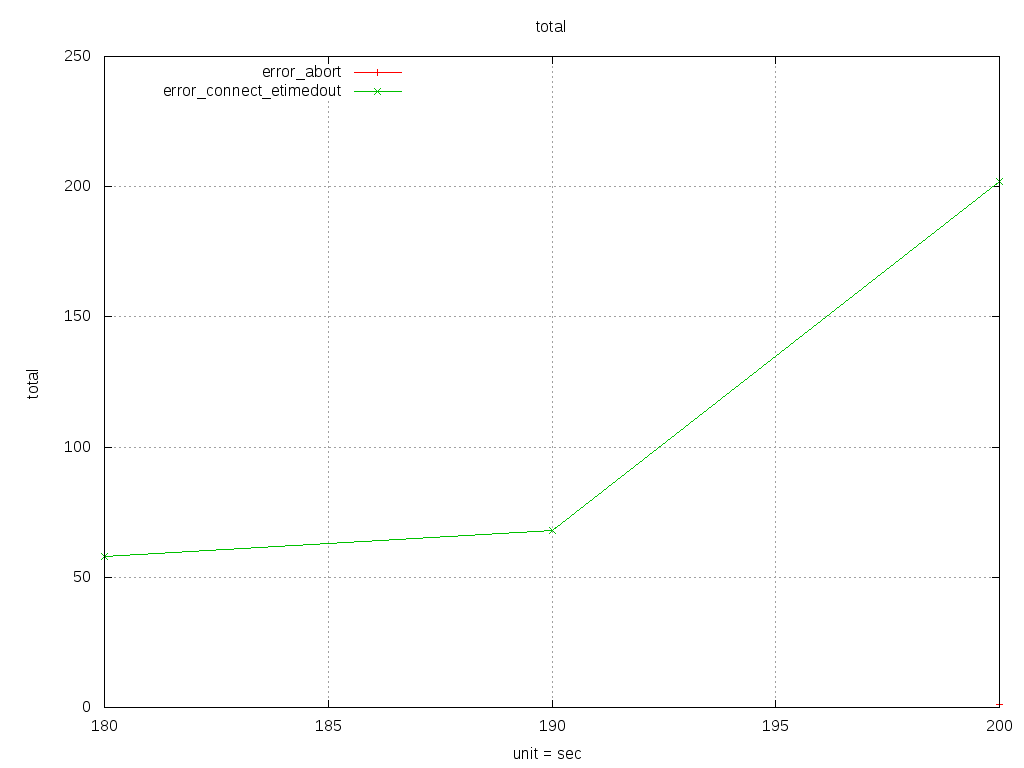 total
250
error_abort
error_connect_etimedout
200
150
total
100
50
0
180 185 190 195 200
unit = sec